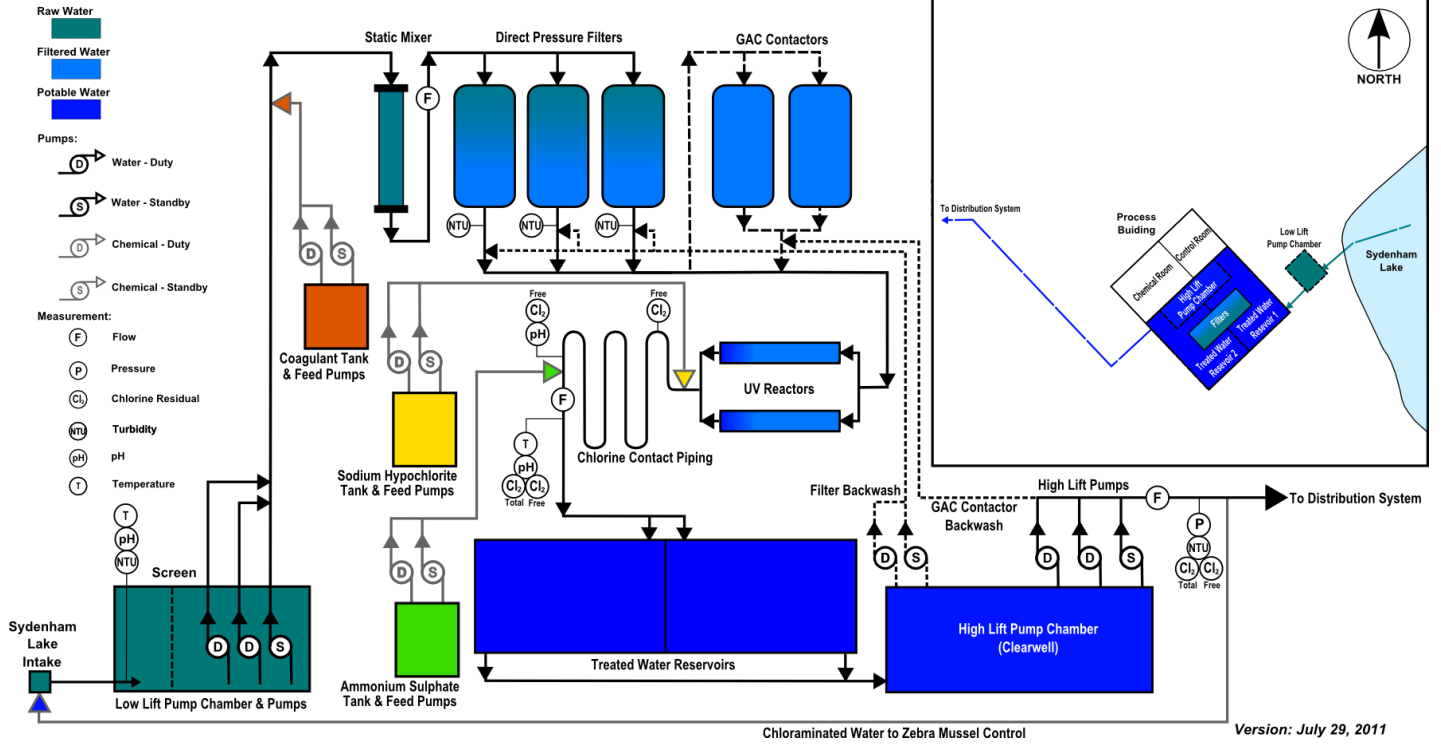 Raw Water
Filtered Water
Potable Water
Pumps:
D
Water - Duty
S
Water - Standby
D
Chemical - Duty
S
Chemical - Standby
Measurement:
F
Flow
P
Pressure
Cl₂
Chlorine Residual
NTU
Turbidity
pH
pH
T
Temperature
Static Mixer
Direct Pressure Filters
GAC Contactors
F
NTU
NTU
NTU
D
S
Coagulant Tank
& Feed Pumps
D
S
Sodium Hypochlorite
Tank & Feed Pumps
D
S
Ammonium Sulphate
Tank & Feed Pumps
Free
Cl₂
pH
Free
Cl₂
F
T
pH
Cl₂
Cl₂
Total
Free
Chlorine Contact Piping
UV Reactors
T
pH
NTU
Screen
D
D
S
Sydenham
Lake
Intake
Low Lift Pump Chamber & Pumps
Treated Water Reservoirs
Filter Backwash
D
S
GAC Contactor
Backwash
High Lift Pumps
D
D
S
F
P
NTU
Cl₂
Cl₂
Total
Free
To Distribution System
High Lift Pump Chamber
(Clearwell)
Chloraminated Water to Zebra Mussel Control
Version: July 29, 2011
NORTH
To Distribution System
Process
Buiding
Control Room
Chemical Room
High Lift
Pump Chamber
Filters
Treated Water
Resevoir 1
Treated Water
Resevoir 2
Low Lift
Pump Chamber
Sydenham
Lake